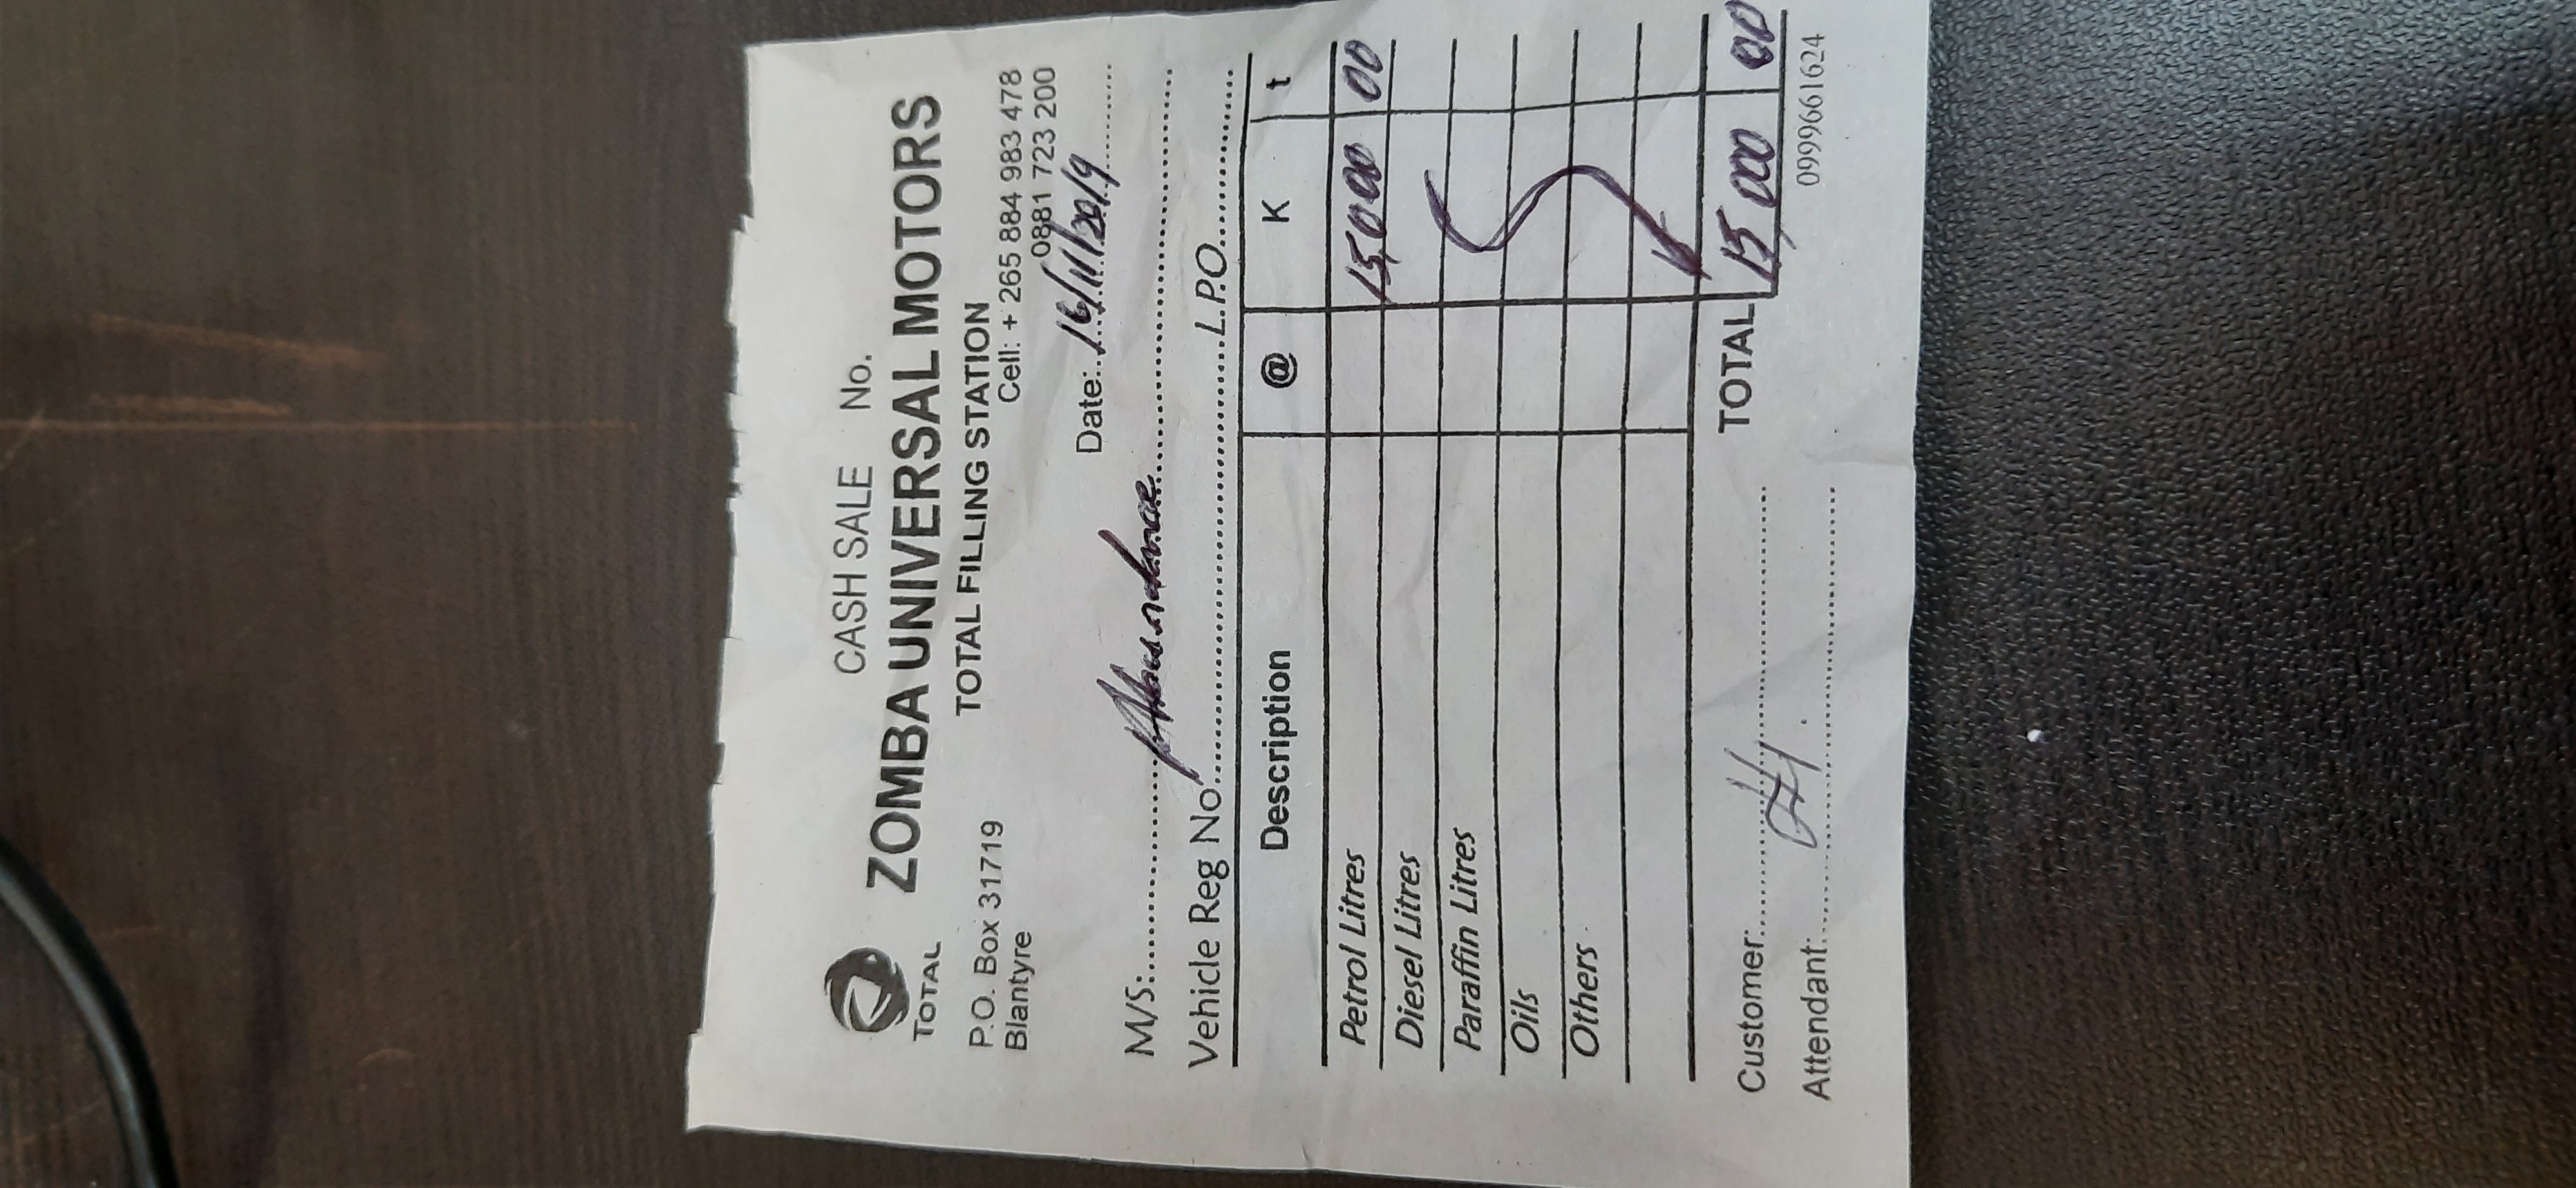 CASH SALE No.
TOTAL
ZOMBA UNIVERSAL MOTORS
TOTAL FILLING STATION
P.O. Box 31719
Blantyre
Cell: + 265 884 983 478
0881 723 200
Date: 16/11/2019
M/S:
Vehicle Reg No. L.P.O.
Description @ K t
Petrol Litres 15,000 00
Diesel Litres
Paraffin Litres
Oils
Others
TOTAL 15,000 00
Customer:
Attendant:
0999661624